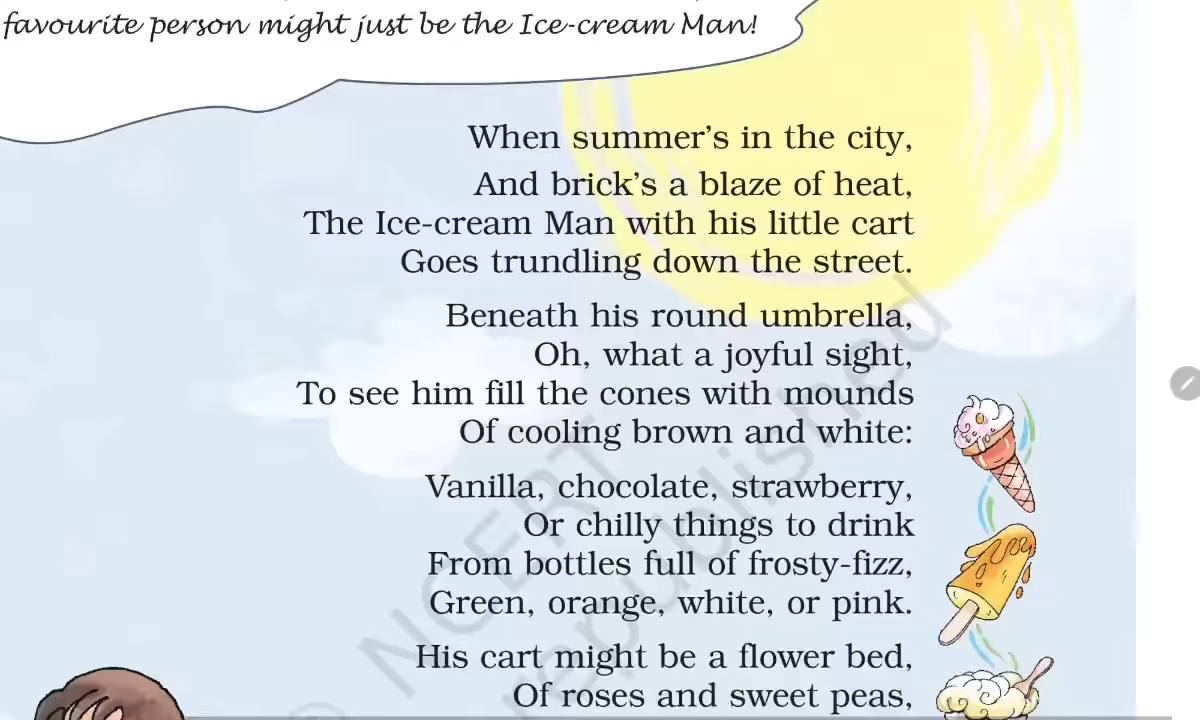 favourite person might just be the Ice-cream Man!
When summer's in the city,
And brick's a blaze of heat,
The Ice-cream Man with his little cart
Goes trundling down the street.
Beneath his round umbrella,
Oh, what a joyful sight,
To see him fill the cones with mounds
Of cooling brown and white:
Vanilla, chocolate, strawberry,
Or chilly things to drink
From bottles full of frosty-fizz,
Green, orange, white, or pink.
His cart might be a flower bed,
Of roses and sweet peas,
NCERT
republished